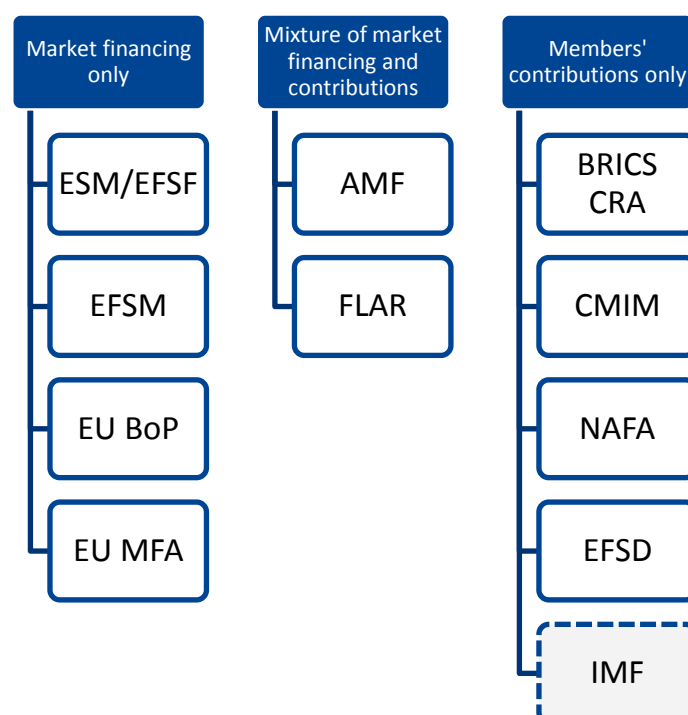 Market financing
only
ESM/EFSF
EFSM
EU BoP
EU MFA
Mixture of market
financing and
contributions
AMF
FLAR
Members'
contributions only
BRICS
CRA
CMIM
NAFA
EFSD
IMF